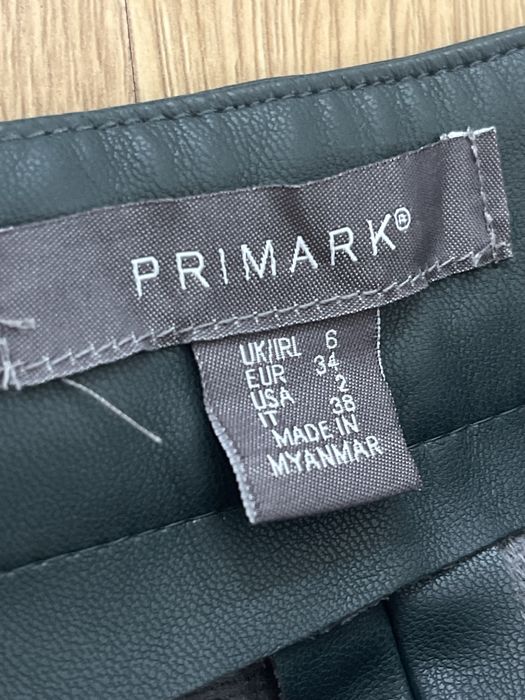 PRIMARK®
UK/IRL 6
EUR 34
USA 2
IT 38
MADE IN
MYANMAR